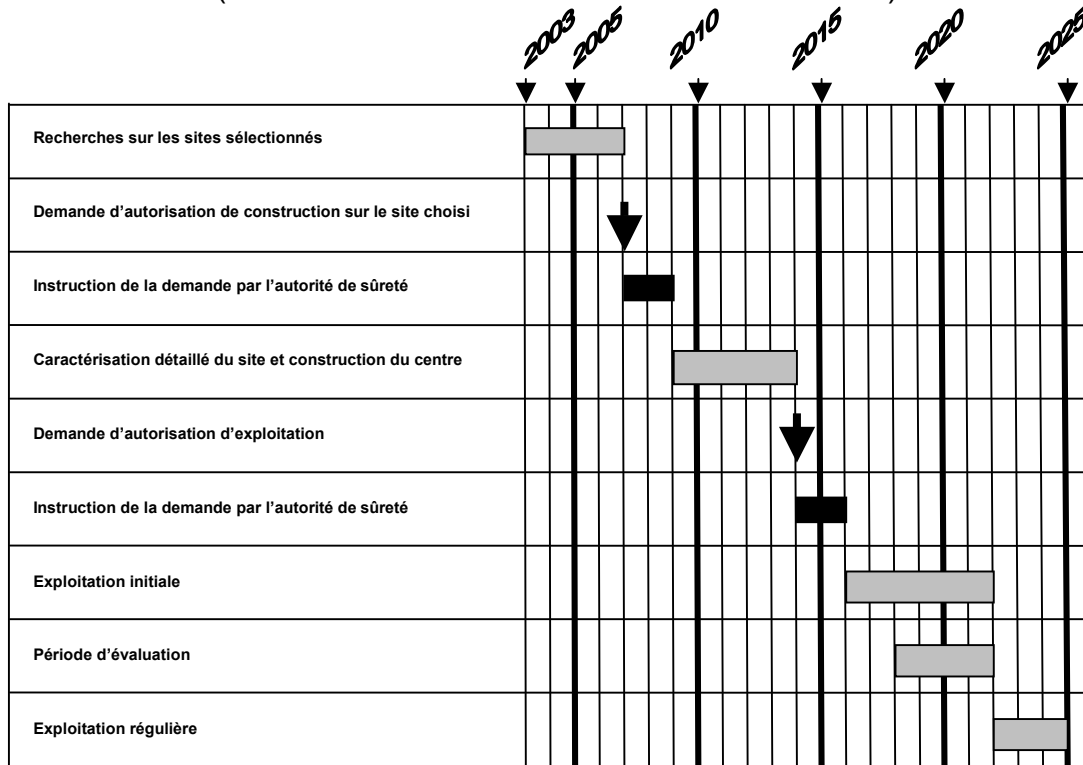 2003 2005 2010 2015 2020 2025
Recherches sur les sites sélectionnés
Demande d’autorisation de construction sur le site choisi
Instruction de la demande par l’autorité de sûreté
Caractérisation détaillé du site et construction du centre
Demande d’autorisation d’exploitation
Instruction de la demande par l’autorité de sûreté
Exploitation initiale
Période d’évaluation
Exploitation régulière